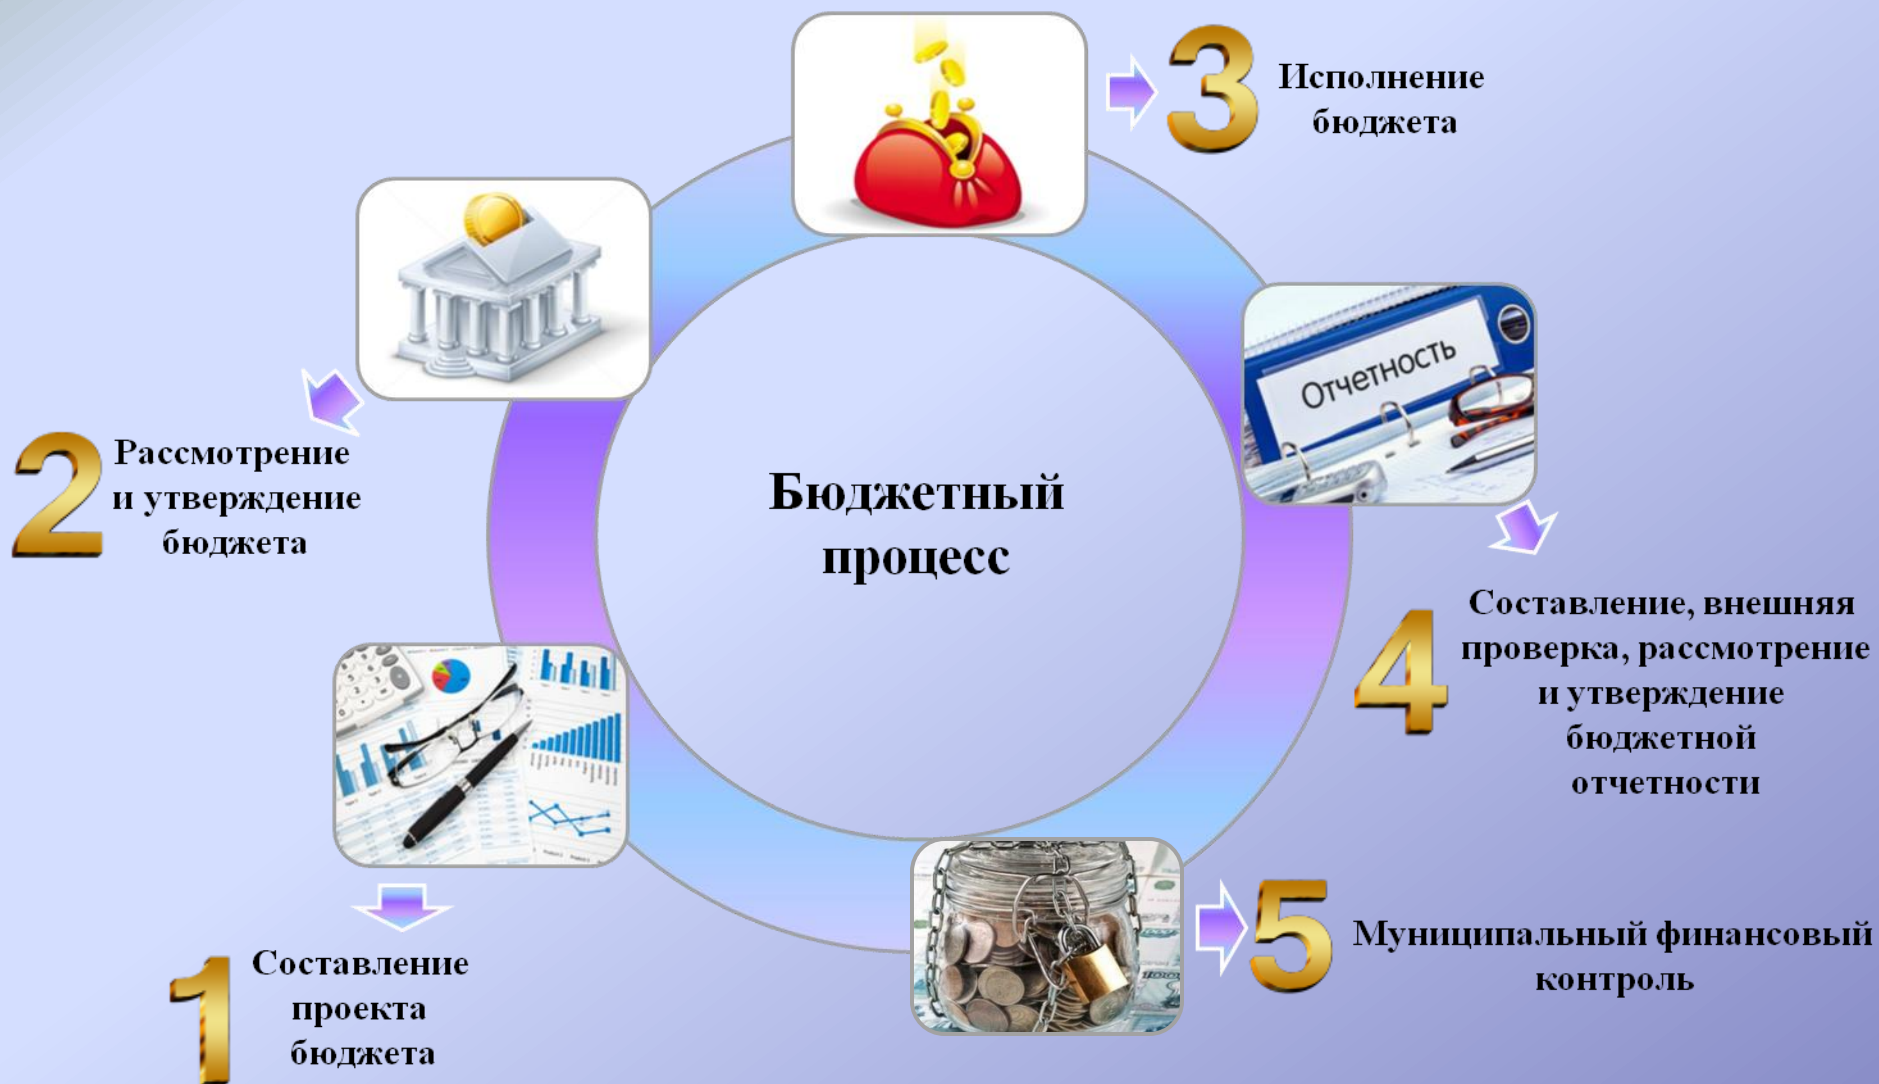 3
Исполнение
бюджета
Отчетность
2
Рассмотрение
и утверждение
бюджета
Бюджетный
процесс
4
Составление, внешняя
проверка, рассмотрение
и утверждение
бюджетной
отчетности
5
Муниципальный финансовый
контроль
1
Составление
проекта
бюджета